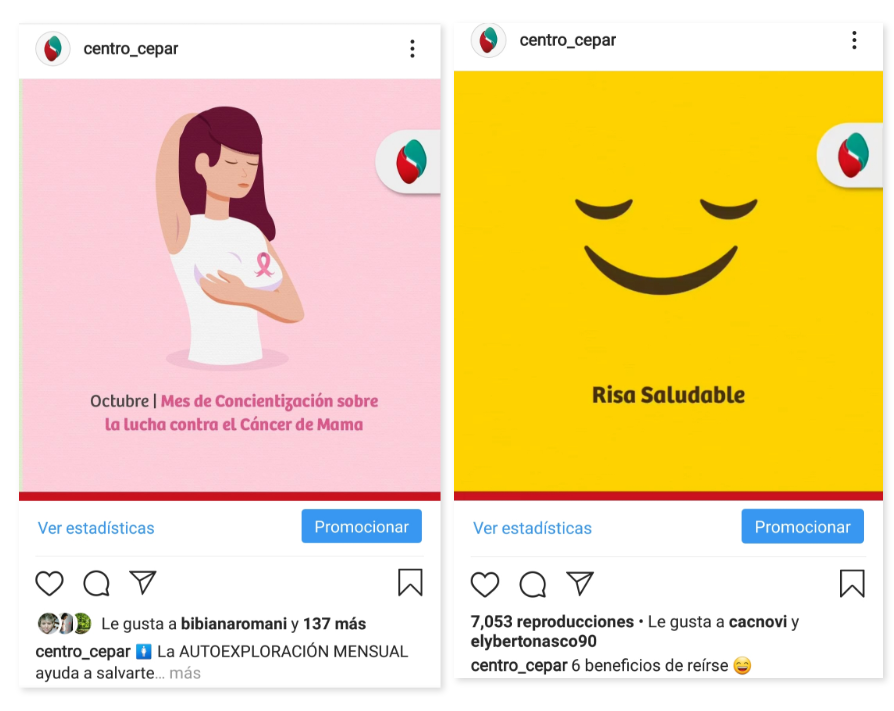 centro_cepar
Octubre | Mes de Concientización sobre
la lucha contra el Cáncer de Mama
Ver estadísticas
Promocionar
Le gusta a bibianaromani y 137 más
centro_cepar 🚺 La AUTOEXPLORACIÓN MENSUAL
ayuda a salvarte... más
centro_cepar
Risa Saludable
Ver estadísticas
Promocionar
7,053 reproducciones • Le gusta a cacnovi y
elybertonasco90
centro_cepar 6 beneficios de reírse 😄